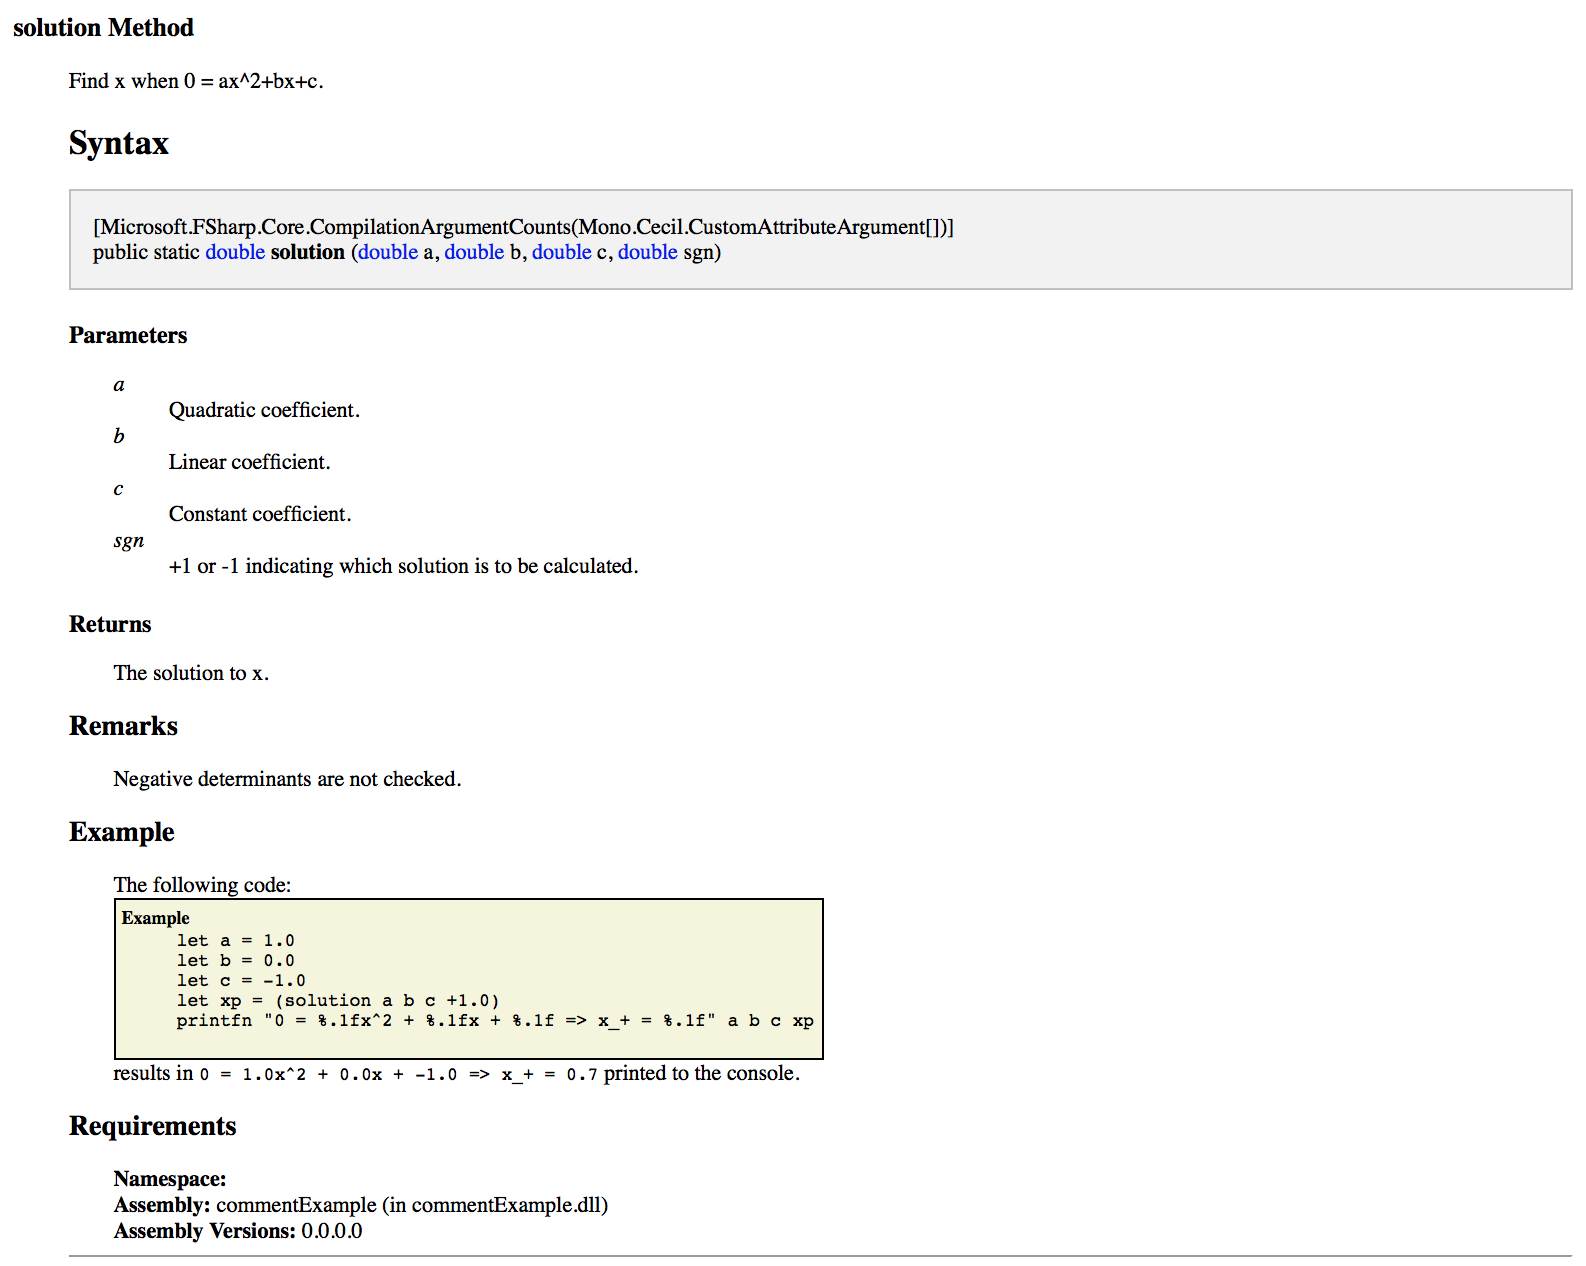 solution Method
Find x when 0 = ax^2+bx+c.
Syntax
[Microsoft.FSharp.Core.CompilationArgumentCounts(Mono.Cecil.CustomAttributeArgument[])]
public static double solution (double a, double b, double c, double sgn)
Parameters
a
Quadratic coefficient.
b
Linear coefficient.
c
Constant coefficient.
sgn
+1 or -1 indicating which solution is to be calculated.
Returns
The solution to x.
Remarks
Negative determinants are not checked.
Example
The following code:
Example
let a = 1.0
let b = 0.0
let c = -1.0
let xp = (solution a b c +1.0)
printfn "0 = %.1fx^2 + %.1fx + %.1f => x_+ = %.1f" a b c xp
results in 0 = 1.0x^2 + 0.0x + -1.0 => x_+ = 0.7 printed to the console.
Requirements
Namespace:
Assembly: commentExample (in commentExample.dll)
Assembly Versions: 0.0.0.0